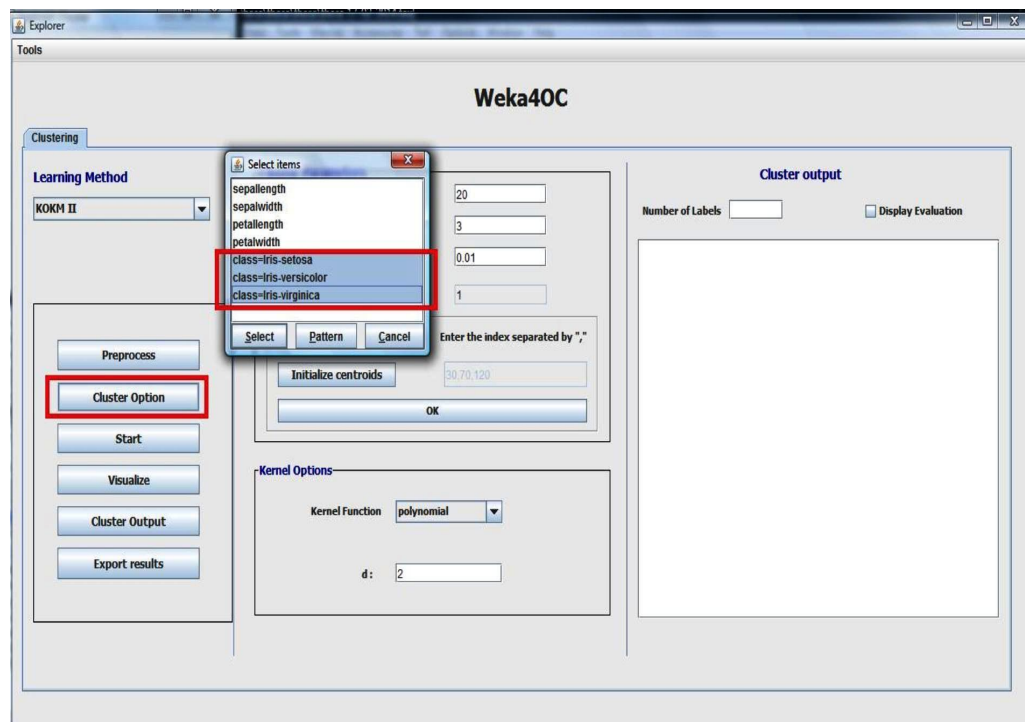 Explorer
Tools
Weka4OC
Clustering
Learning Method
KOKM II
Preprocess
Cluster Option
Start
Visualize
Cluster Output
Export results
Select items
sepallength
sepalwidth
petallength
petalwidth
class=Iris-setosa
class=Iris-versicolor
class=Iris-virginica
Select
Pattern
Cancel
20
3
0.01
1
Enter the index separated by ","
Initialize centroids
30,70,120
OK
Kernel Options
Kernel Function
polynomial
d :
2
Cluster output
Number of Labels
Display Evaluation